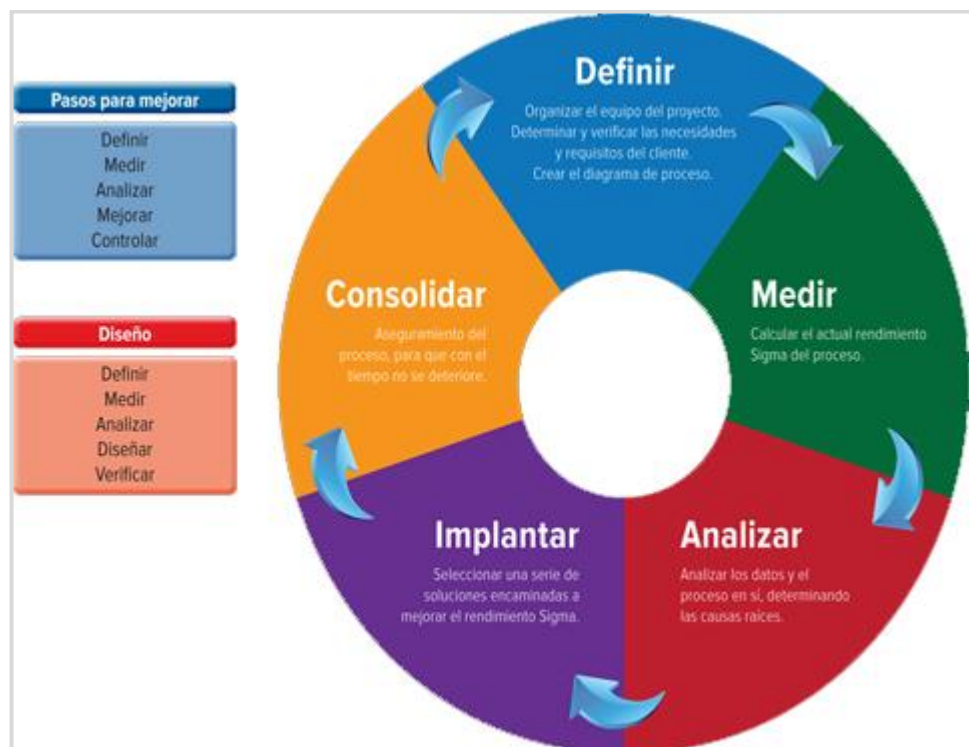 Pasos para mejorar
Definir
Medir
Analizar
Mejorar
Controlar
Diseño
Definir
Medir
Analizar
Diseñar
Verificar
Definir
Organizar el equipo del proyecto.
Determinar y verificar las necesidades
y requisitos del cliente.
Crear el diagrama de proceso.
Medir
Calcular el actual rendimiento
Sigma del proceso.
Analizar
Analizar los datos y el
proceso en sí, determinando
las causas raíces.
Implantar
Seleccionar una serie de
soluciones encaminadas a
mejorar el rendimiento Sigma.
Consolidar
Aseguramiento del
proceso, para que con el
tiempo no se deteriore.